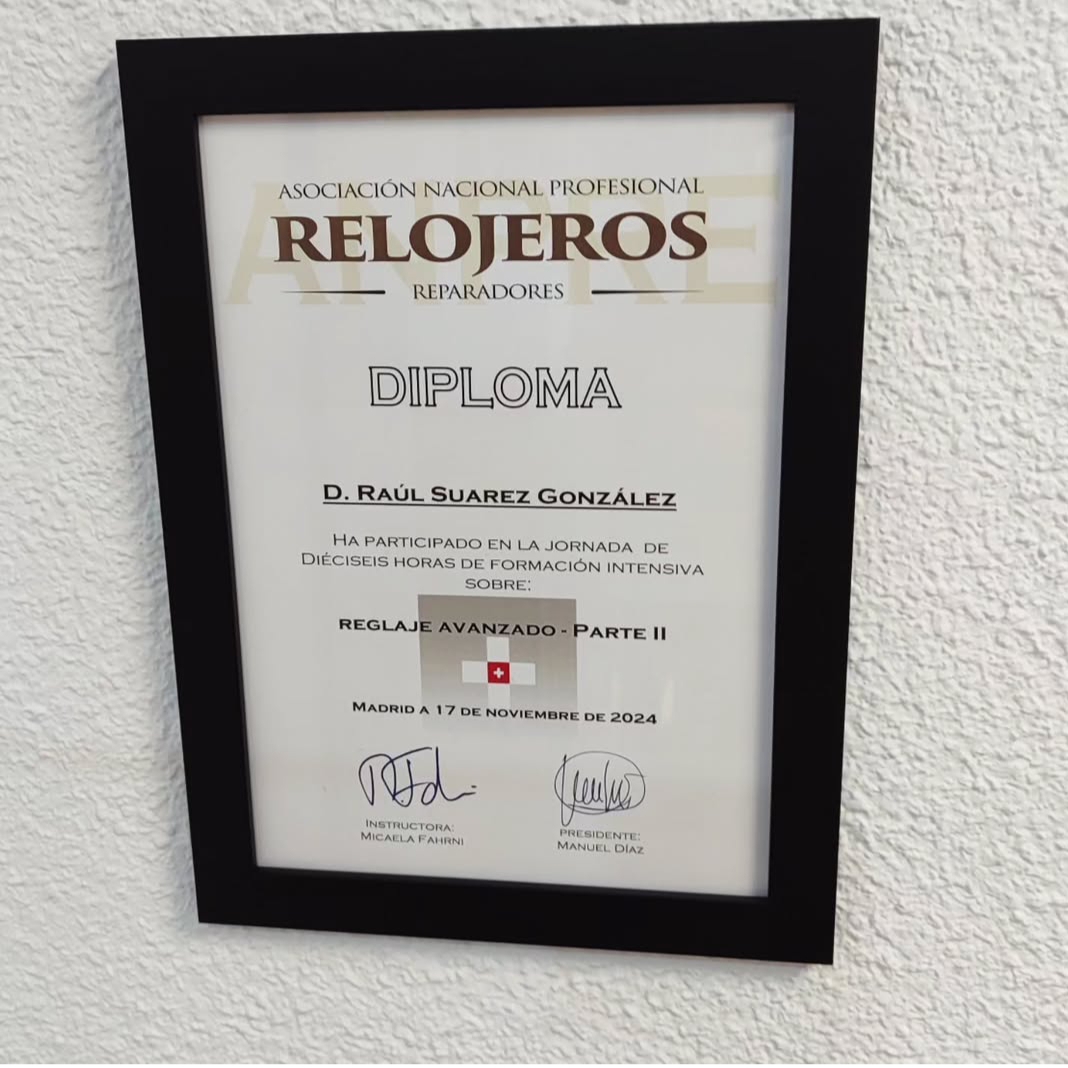 ANPRE
ASOCIACIÓN NACIONAL PROFESIONAL
RELOJEROS
REPARADORES
DIPLOMA
D. RAÚL SUAREZ GONZÁLEZ
HA PARTICIPADO EN LA JORNADA DE
DIÉCISEIS HORAS DE FORMACIÓN INTENSIVA
SOBRE:
REGLAJE AVANZADO - PARTE II
MADRID A 17 DE NOVIEMBRE DE 2024
INSTRUCTORA:
MICAELA FAHRNI
PRESIDENTE:
MANUEL DÍAZ